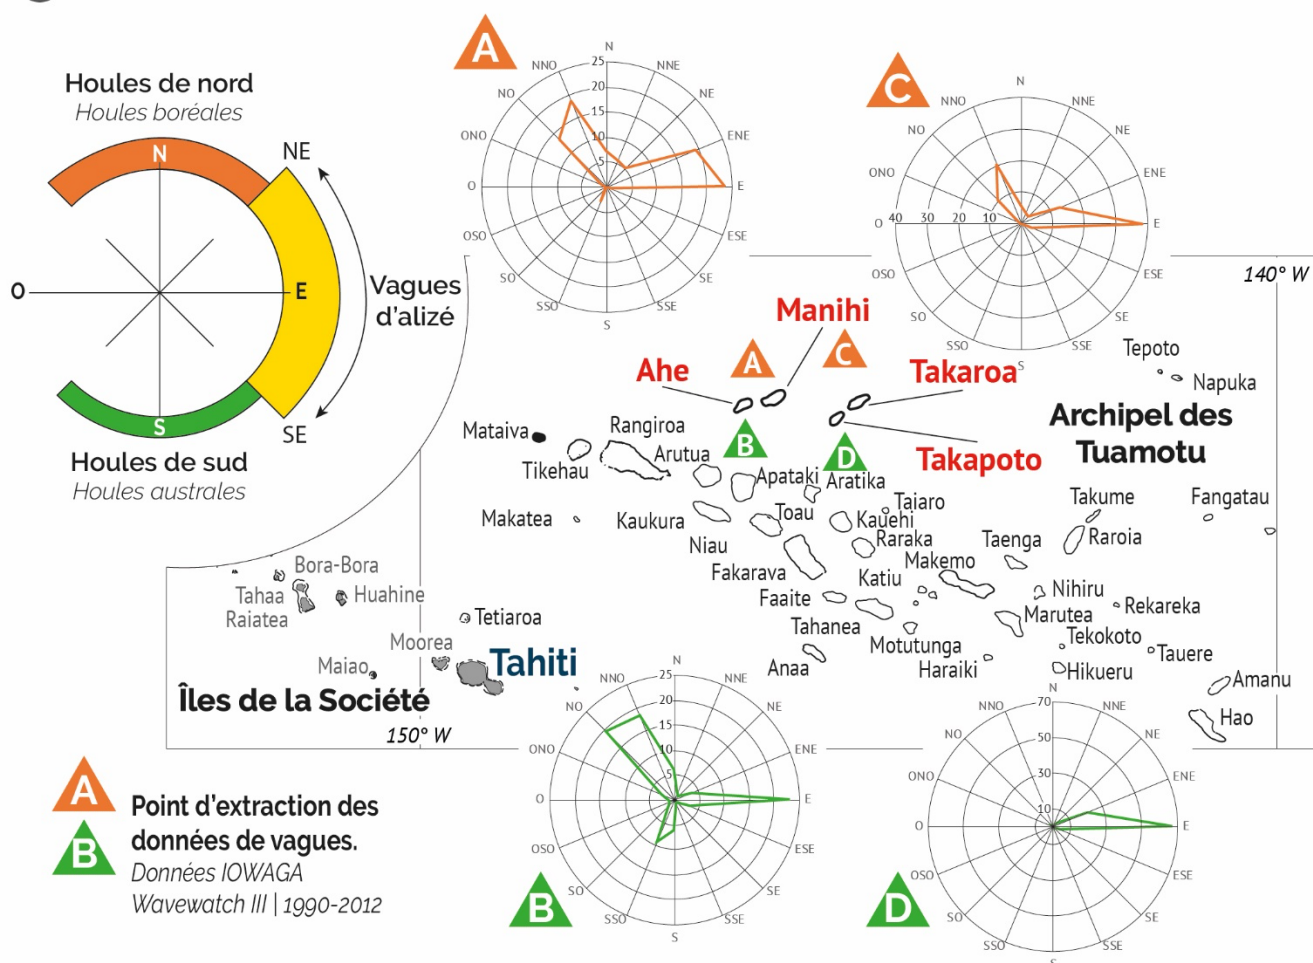 Houles de nord
Houles boréales
N
NE
O
E
Vagues
d'alizé
S
SE
Houles de sud
Houles australes
A
N
NNE
NE
ENE
E
ESE
SE
SSE
S
SSO
SO
OSO
O
ONO
NO
NNO
25
20
15
10
5
C
N
NNE
NE
ENE
E
ESE
SE
SSE
S
SSO
SO
OSO
O
ONO
NO
NNO
40
30
20
10
140° W
Manihi
A
C
Ahe
Takaroa
Tepoto
Napuka
Archipel des
Tuamotu
Mataiva
Rangiroa
B
D
Takapoto
Tikehau
Arutua
Apataki
Aratika
Makatea
Kaukura
Toau
Taiaro
Kauehi
Takume
Fangatau
Niau
Raraka
Taenga
Raroia
Fakarava
Katiu
Makemo
Bora-Bora
Tahaa
Huahine
Raiatea
Faaite
Nihiru
Tetiaroa
Tahanea
Marutea
Rekareka
Moorea
Motutunga
Tekokoto
Tahiti
Maiao
Anaa
Haraiki
Hikueru
Tauere
Îles de la Société
Amanu
Hao
150° W
N
NNE
NE
ENE
E
ESE
SE
SSE
S
SSO
SO
OSO
O
ONO
NO
NNO
25
20
15
10
5
B
N
NNE
NE
ENE
E
ESE
SE
SSE
S
SSO
SO
OSO
O
ONO
NO
NNO
70
50
30
10
D
A
B
Point d'extraction des
données de vagues.
Données IOWAGA
Wavewatch III | 1990-2012